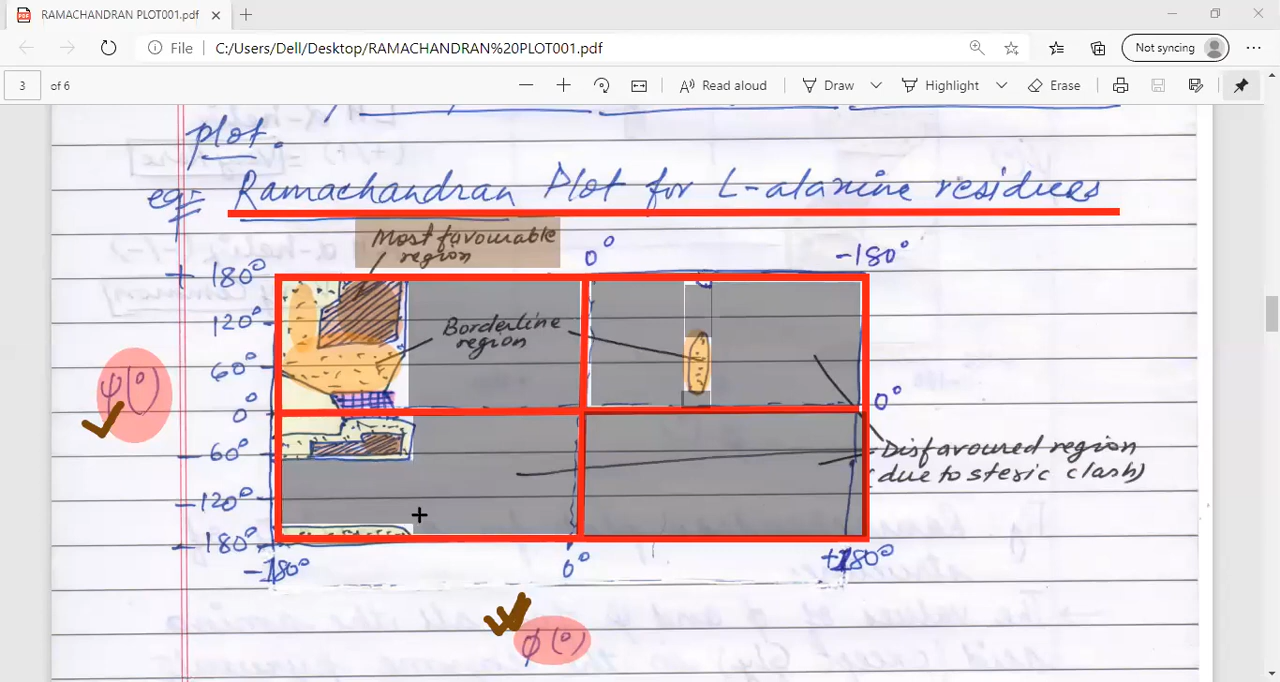 RAMACHANDRAN PLOT001.pdf
File
C:/Users/Dell/Desktop/RAMACHANDRAN%20PLOT001.pdf
Not syncing
3 of 6
Read aloud
Draw
Highlight
Erase
plot.
eg:- Ramachandran Plot for L-alanine residues
Most favourable
region
0°
-180°
+ 180°
120°
60°
0°
-60°
-120°
-180°
ψ(°)
Borderline
region
0°
Disfavoured region
(due to steric clash)
-180°
0°
+180°
φ(°)